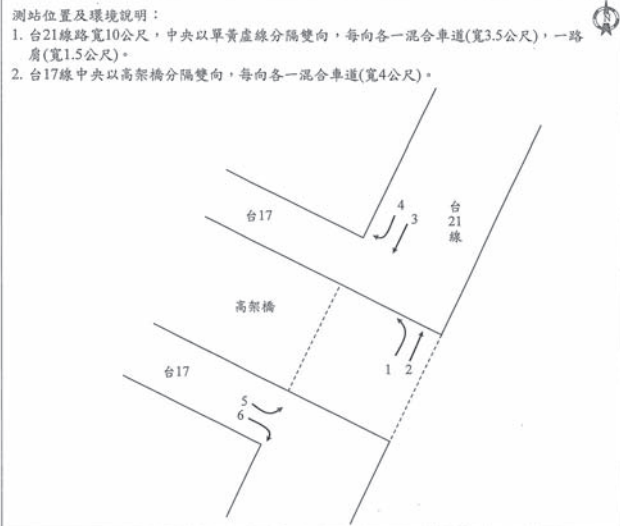 測站位置及環境說明：
1. 台21線路寬10公尺，中央以單黃虛線分隔雙向，每向各一混合車道(寬3.5公尺)，一路
肩(寬1.5公尺)。
2. 台17線中央以高架橋分隔雙向，每向各一混合車道(寬4公尺)。
4
3
台
21
線
台17
高架橋
1 2
台17
5
6